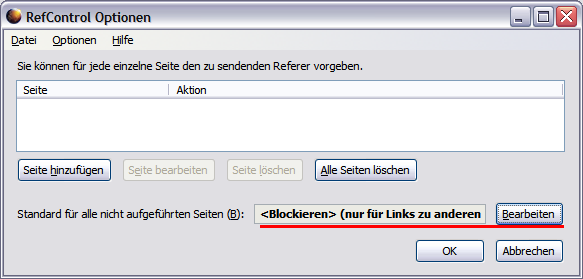 RefControl Optionen
Datei Optionen Hilfe
Sie können für jede einzelne Seite den zu sendenden Referer vorgeben.
Seite Aktion
Seite hinzufügen Seite bearbeiten Seite löschen Alle Seiten löschen
Standard für alle nicht aufgeführten Seiten (B): <Blockieren> (nur für Links zu anderen Bearbeiten
OK Abbrechen